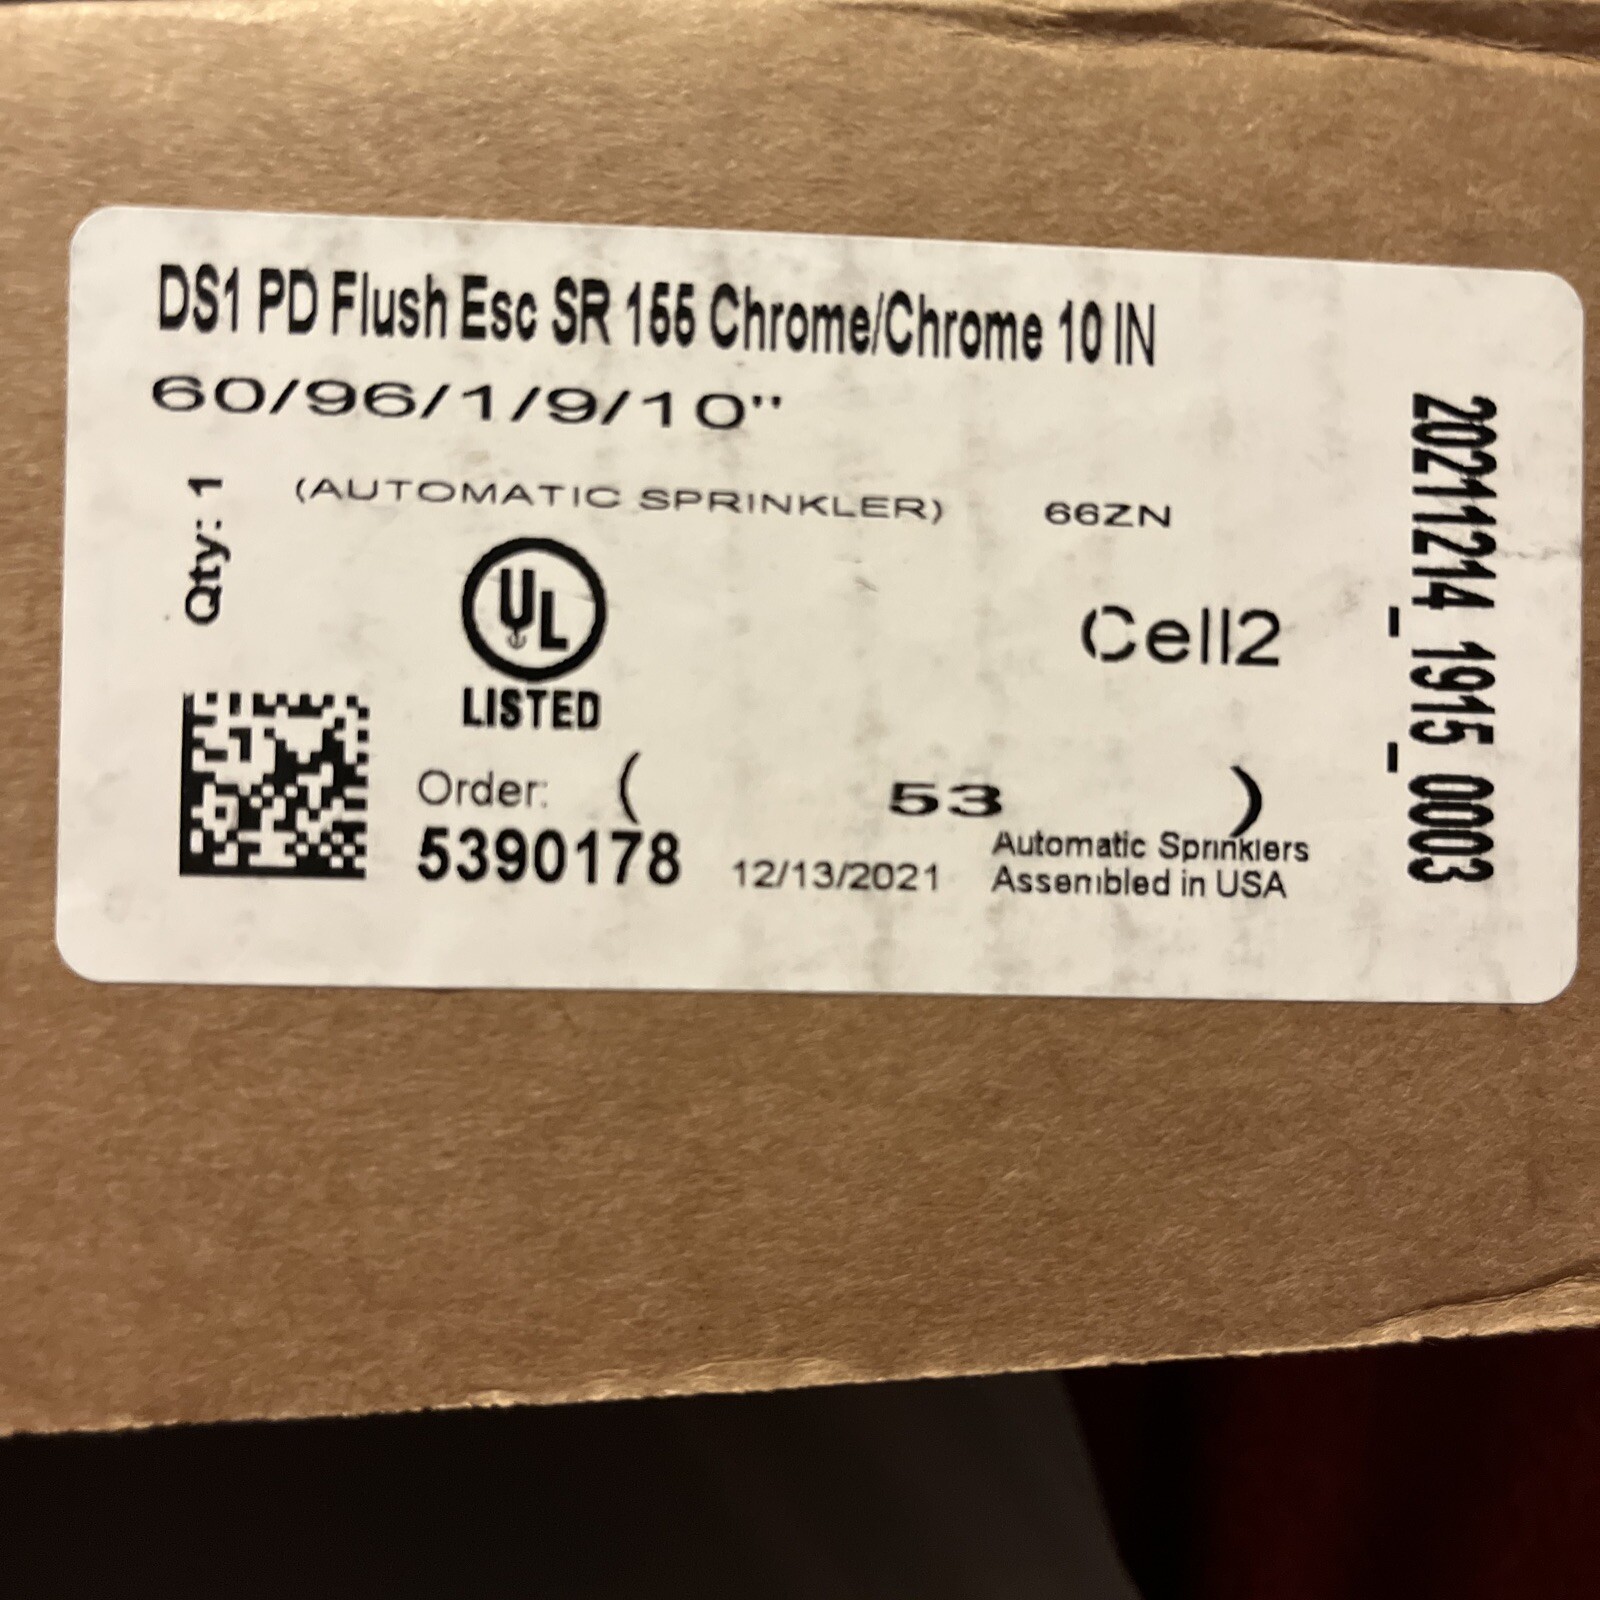 DS1 PD Flush Esc SR 155 Chrome/Chrome 10 IN
60/96/1/9/10"
Qty: 1
(AUTOMATIC SPRINKLER) 66ZN
UL
LISTED
Cell2
Order: ( 53 )
5390178 12/13/2021
Automatic Sprinklers
Assembled in USA
20211214_1915_0003